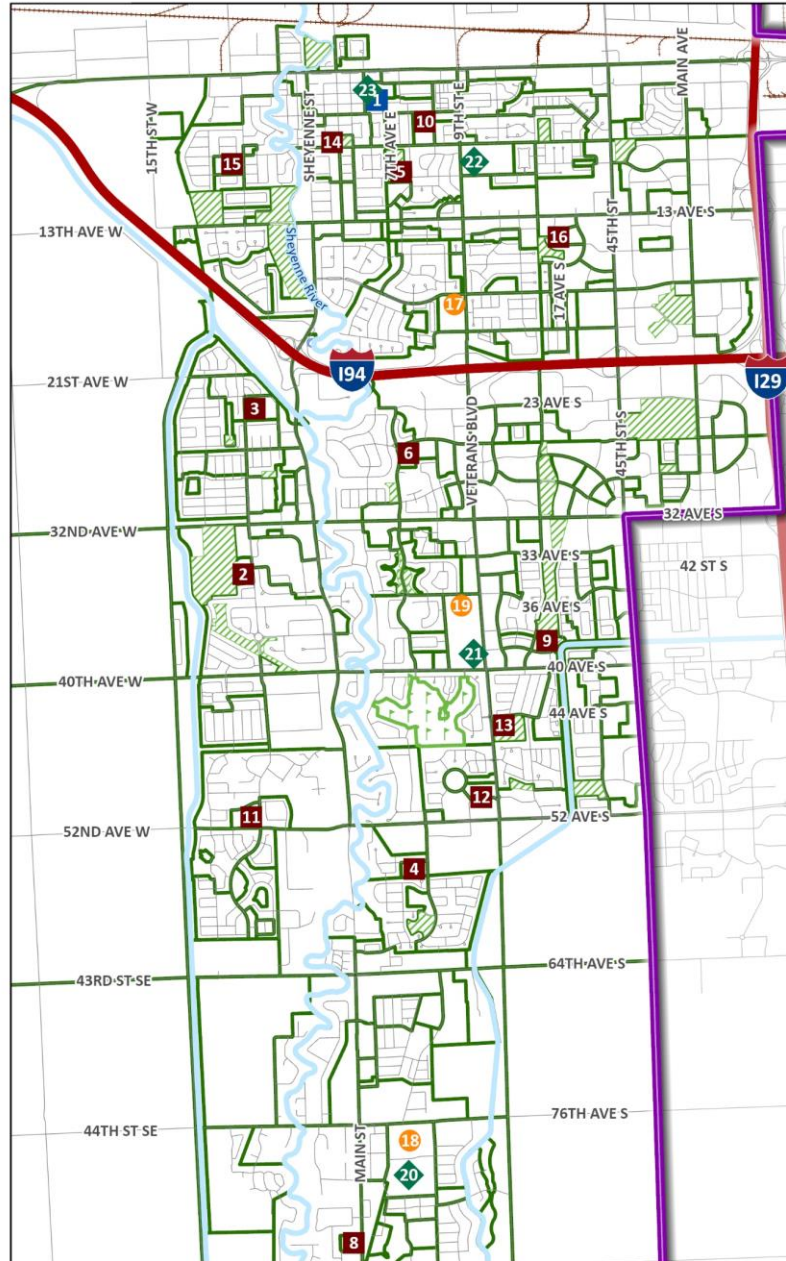 MAIN AVE
23
1
15TH ST W
SHEYENNE ST
7TH AVE E
9TH ST E
10
14
15
5
22
45TH ST
13 AVE S
13TH AVE W
16
Sheyenne River
17 AVE S
17
I94
I29
21ST AVE W
23 AVE S
3
VETERANS BLVD
45TH ST S
6
32 AVE S
32ND AVE W
33 AVE S
42 ST S
2
19
36 AVE S
9
21
40 AVE S
40TH AVE W
44 AVE S
13
12
11
52 AVE S
52ND AVE W
4
64TH AVE S
43RD ST SE
76TH AVE S
44TH ST SE
18
MAIN ST
20
8